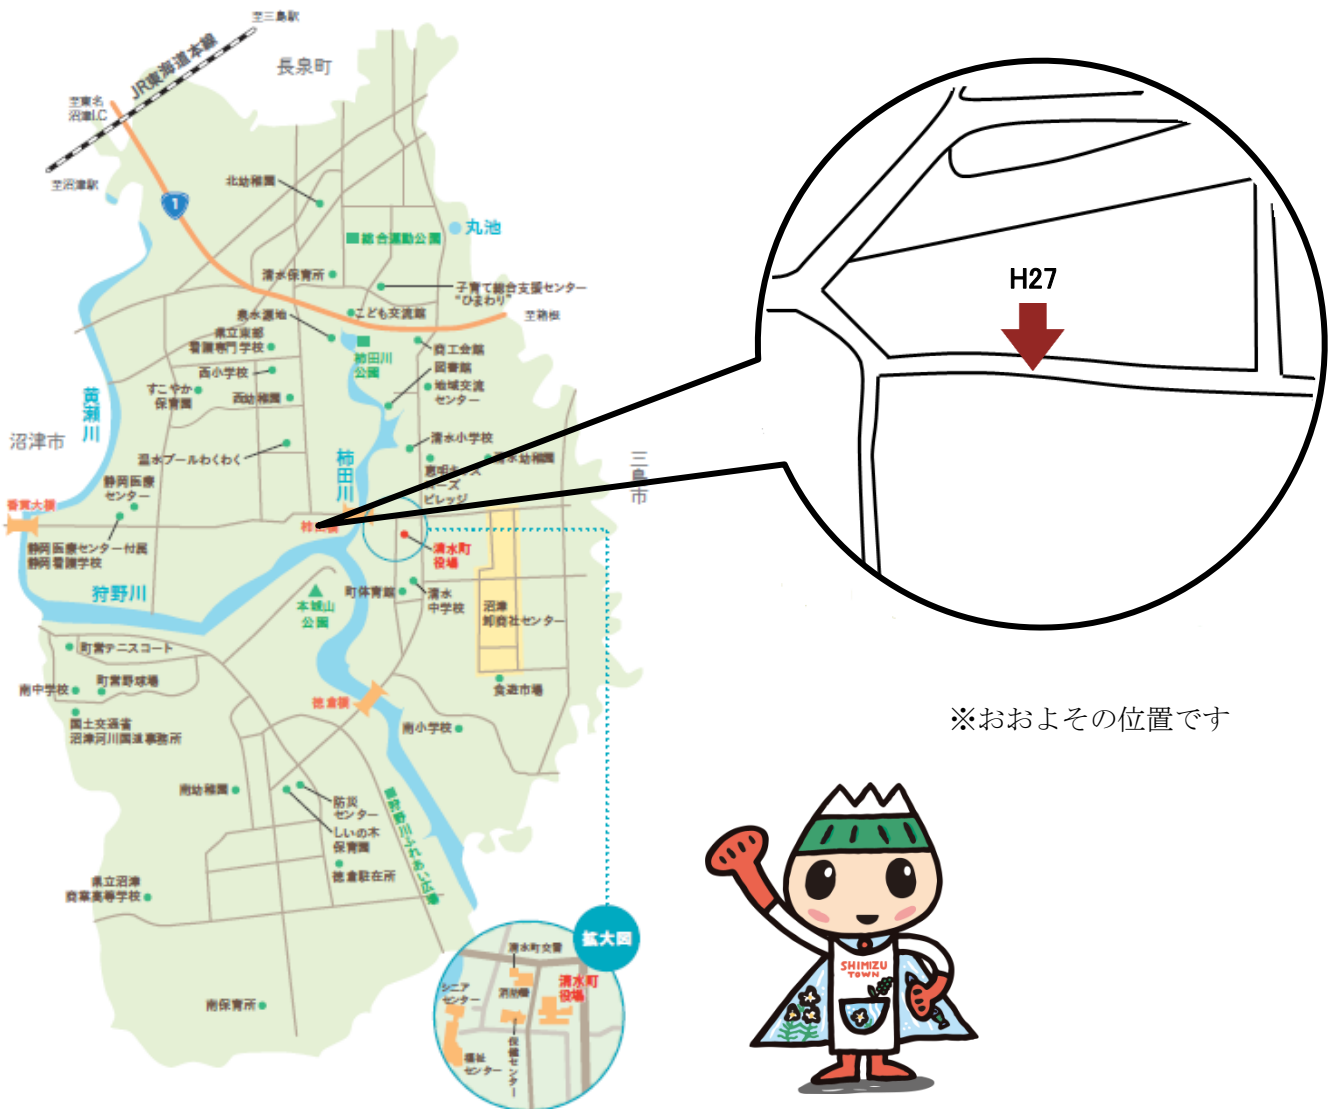 至三島駅
JR東海道本線
長泉町
至東名
沼津I.C
至沼津駅
1
北幼稚園
丸池
総合運動公園
清水保育所
子育て総合支援センター
"ひまわり"
至箱根
泉水源地
こども交流館
県立東部
看護専門学校
柿田川
公園
商工会館
図書館
西小学校
地域交流
センター
すこやか
保育園
西幼稚園
黄瀬川
沼津市
清水小学校
温水プールわくわく
柿田川
清水幼稚園
三島市
静岡医療
センター
ビレッジ
香貫大橋
清水町
役場
静岡医療センター付属
静岡看護学校
狩野川
町体育館
清水
中学校
本城山
公園
沼津
卸商社センター
町営テニスコート
南中学校
町営野球場
食遊市場
徳倉橋
国土交通省
沼津河川国道事務所
南小学校
南幼稚園
防災
センター
しいの木
保育園
狩野川ふれあい広場
徳倉駐在所
県立沼津
商業高等学校
南保育所
拡大図
清水町交番
シニア
センター
消防署
清水町
役場
保健センター
福祉
センター
H27
※おおよその位置です
SHIMIZU
TOWN